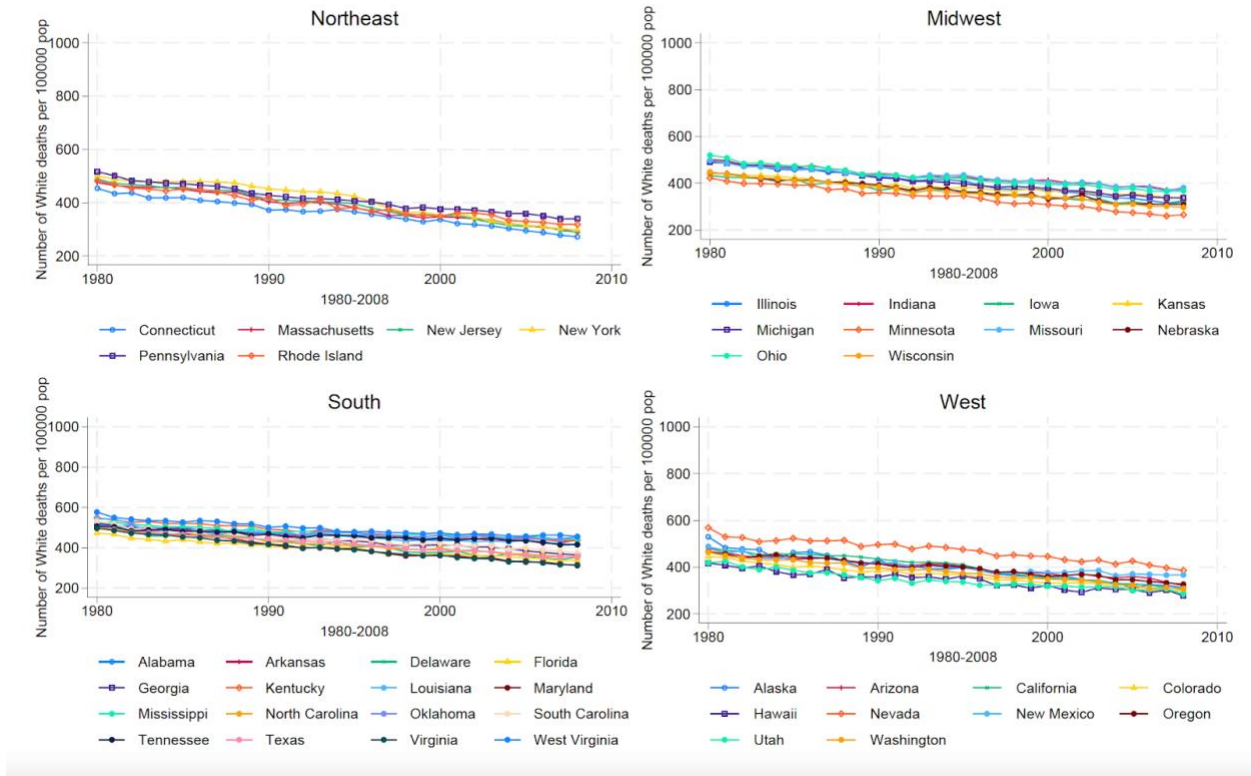 Northeast
Number of White deaths per 100000 pop
1000
800
600
400
200
1980 1990 2000 2010
1980-2008
Connecticut Massachusetts New Jersey New York
Pennsylvania Rhode Island
Midwest
Number of White deaths per 100000 pop
1000
800
600
400
200
1980 1990 2000 2010
1980-2008
Illinois Indiana Iowa Kansas
Michigan Minnesota Missouri Nebraska
Ohio Wisconsin
South
Number of White deaths per 100000 pop
1000
800
600
400
200
1980 1990 2000 2010
1980-2008
Alabama Arkansas Delaware Florida
Georgia Kentucky Louisiana Maryland
Mississippi North Carolina Oklahoma South Carolina
Tennessee Texas Virginia West Virginia
West
Number of White deaths per 100000 pop
1000
800
600
400
200
1980 1990 2000 2010
1980-2008
Alaska Arizona California Colorado
Hawaii Nevada New Mexico Oregon
Utah Washington